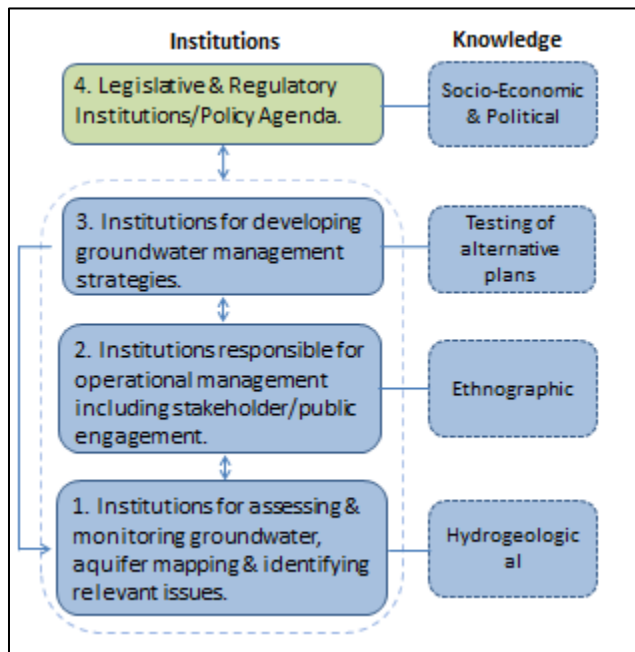 Institutions
Knowledge
4. Legislative & Regulatory
Institutions/Policy Agenda.
Socio-Economic
& Political
3. Institutions for developing
groundwater management
strategies.
Testing of
alternative
plans
2. Institutions responsible for
operational management
including stakeholder/public
engagement.
Ethnographic
1. Institutions for assessing &
monitoring groundwater,
aquifer mapping & identifying
relevant issues.
Hydrogeologic
al